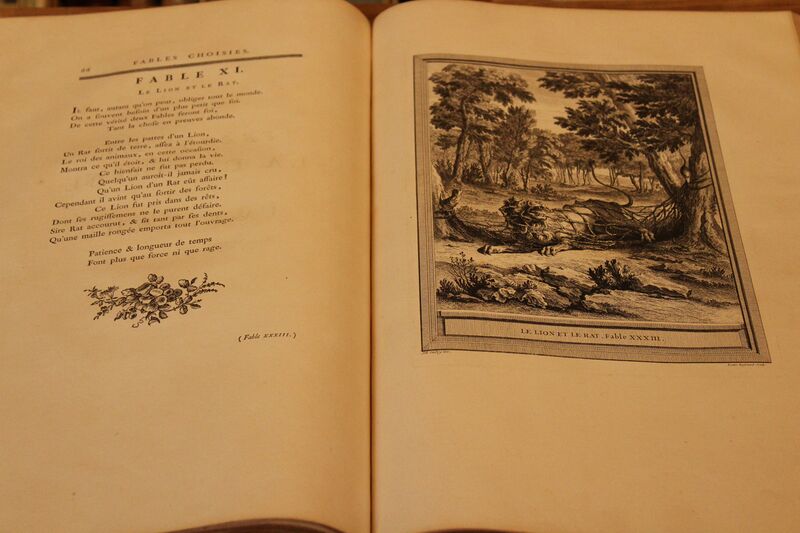 66 FABLES CHOISIES.
FABLE XI.
LE LION ET LE RAT.
IL faut, autant qu'on peut, obliger tout le monde.
On a souvent besoin d'un plus petit que soi.
De cette vérité deux Fables feront foi,
Tant la chose en preuves abonde.
Entre les pattes d'un Lion,
Un Rat sortit de terre, assez à l'étourdie.
Le roi des animaux, en cette occasion,
Montra ce qu'il étoit, & lui donna la vie.
Ce bienfait ne fut pas perdu.
Quelqu'un auroit-il jamais cru,
Qu'un Lion d'un Rat eût affaire!
Cependant il avint qu'au sortir des forêts,
Ce Lion fut pris dans des rêts,
Dont ses rugissemens ne le purent défaire.
Sire Rat accourut, & fit tant par ses dents,
Qu'une maille rongée emporta tout l'ouvrage.
Patience & longueur de temps
Font plus que force ni que rage.
(Fable XXXIII.)
LE LION ET LE RAT. Fable XXXIII.